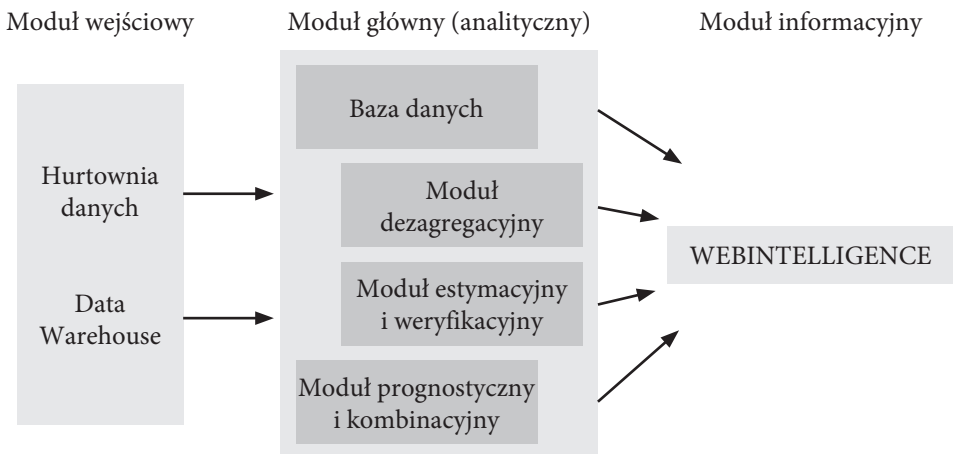 Moduł wejściowy
Moduł główny (analityczny)
Moduł informacyjny
Hurtownia
danych
Data
Warehouse
Baza danych
Moduł
dezagregacyjny
Moduł estymacyjny
i weryfikacyjny
Moduł prognostyczny
i kombinacyjny
WEBINTELLIGENCE